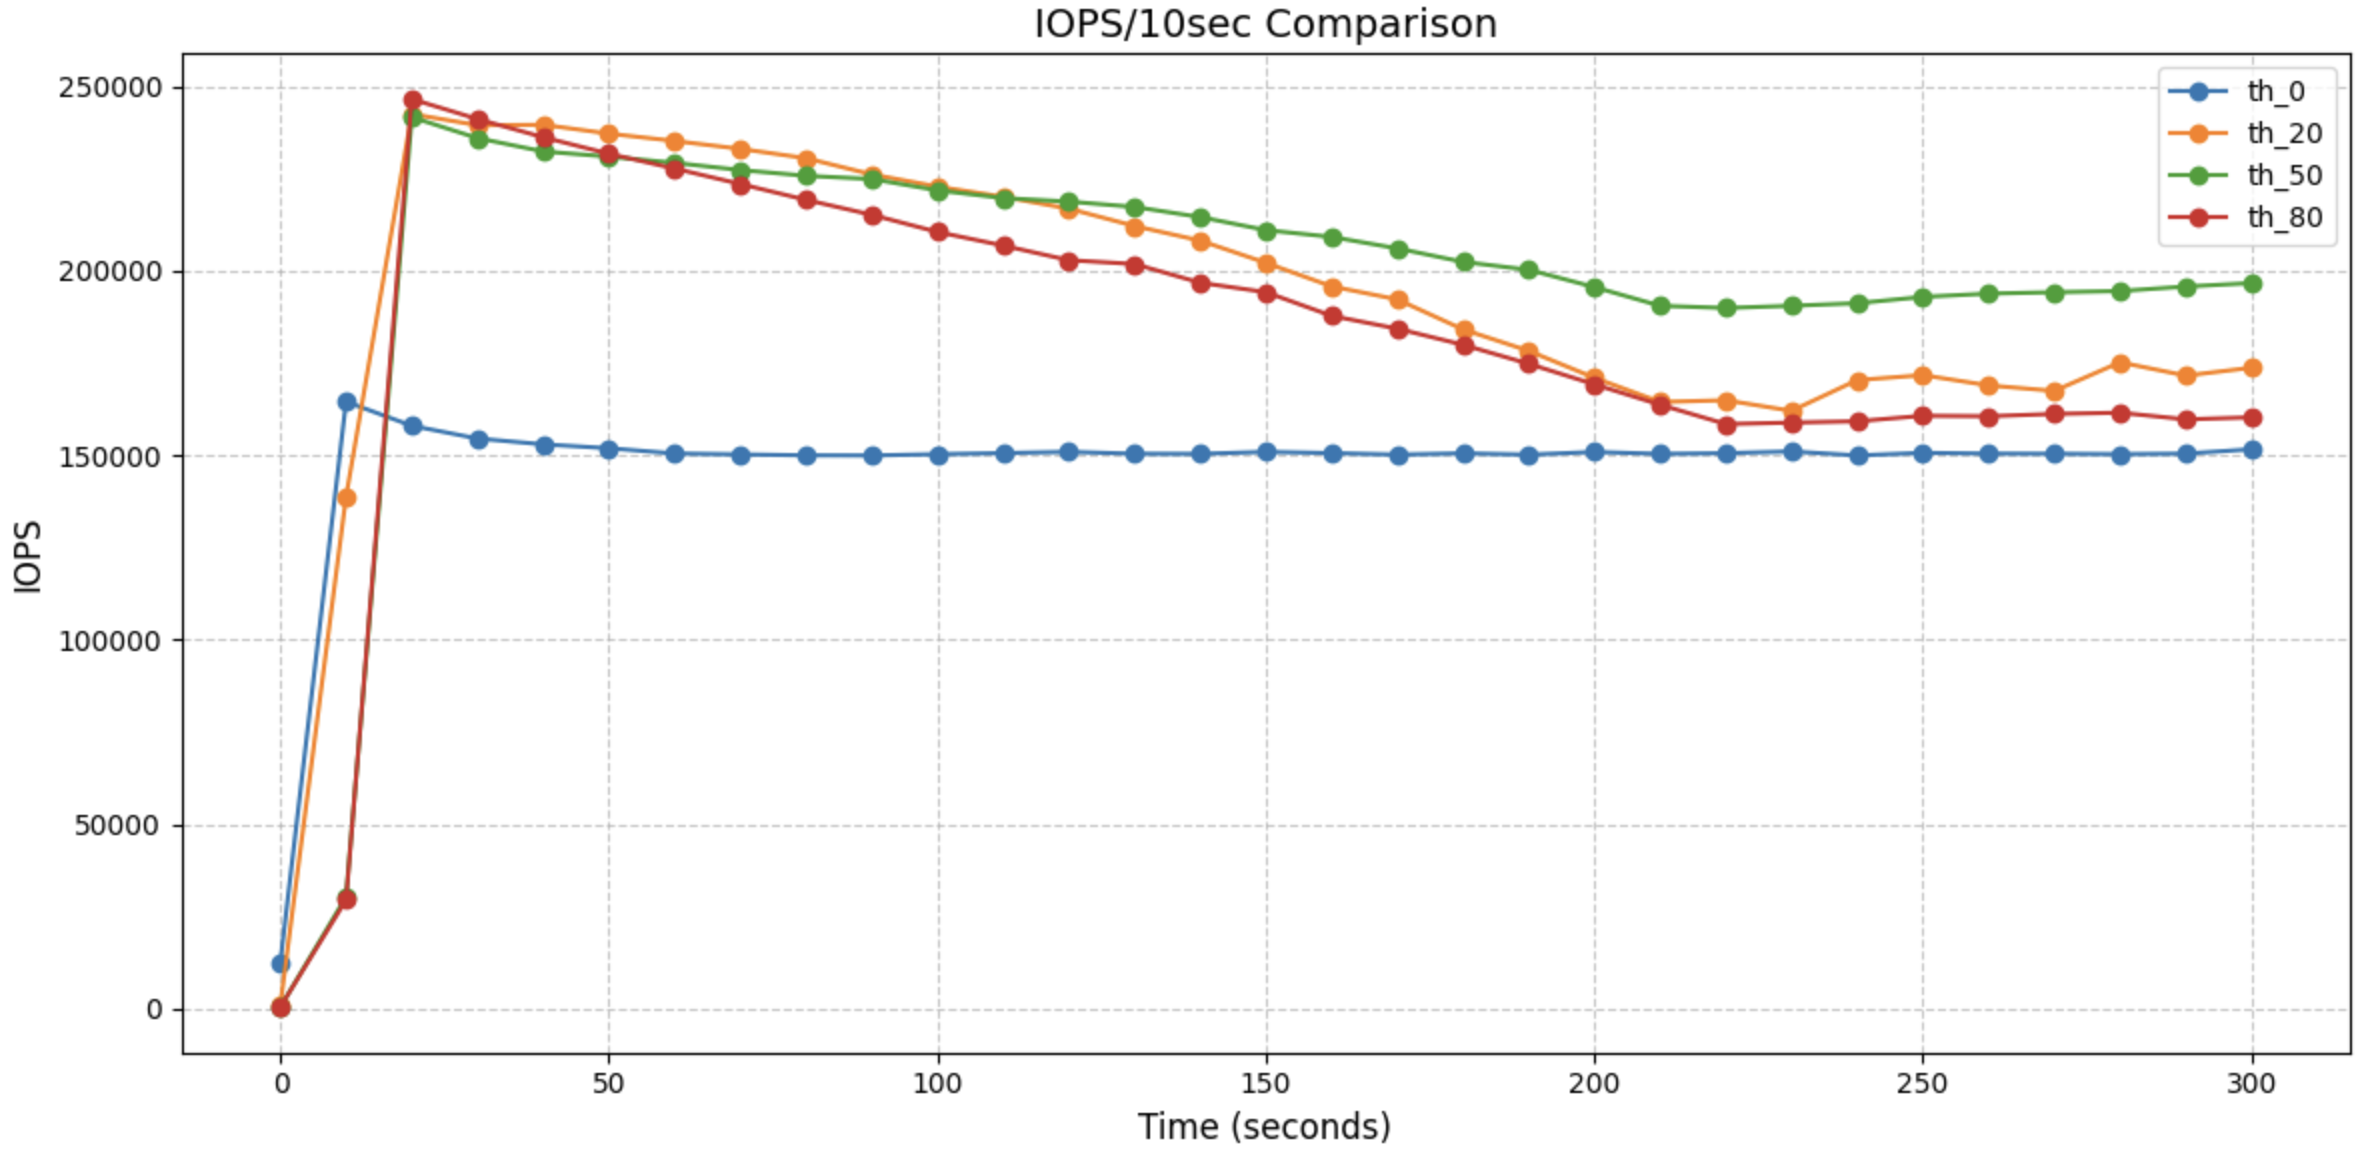 IOPS/10sec Comparison
250000
200000
150000
100000
50000
0
IOPS
th_0
th_20
th_50
th_80
0 50 100 150 200 250 300
Time (seconds)